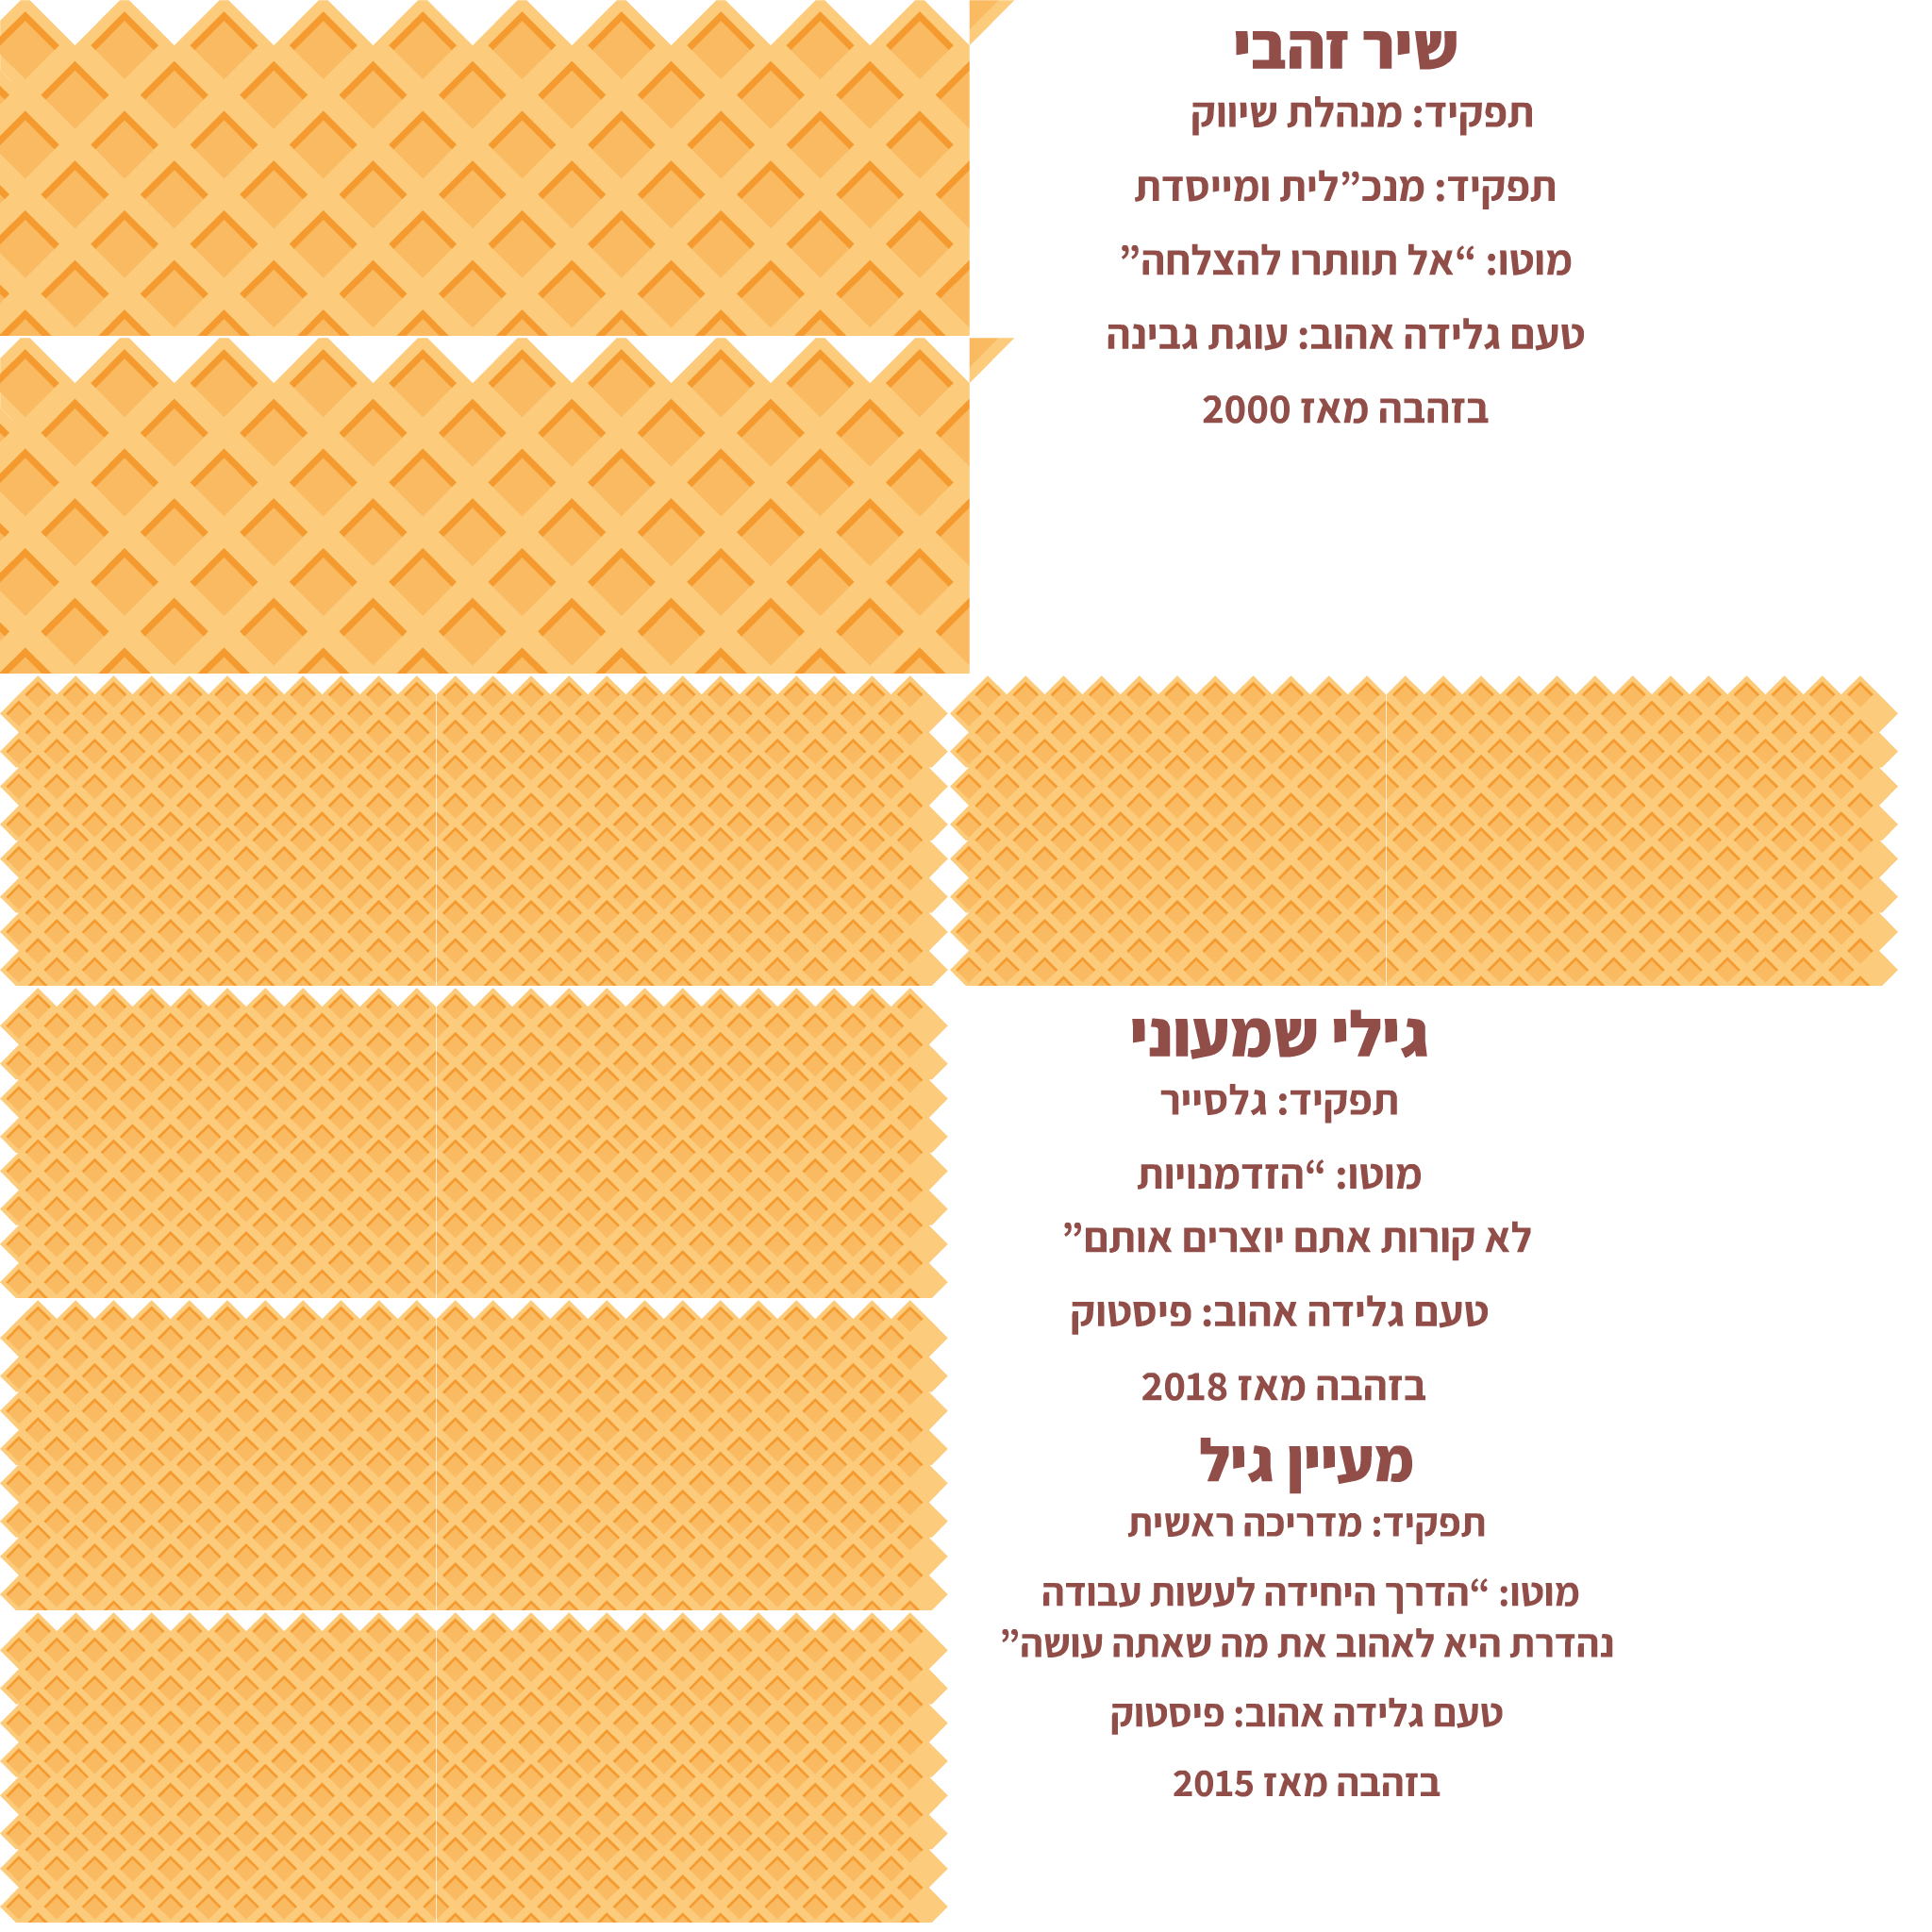 שיר זהבי
תפקיד: מנהלת שיווק
תפקיד: מנכ”לית ומייסדת
מוטו: “אל תוותרו להצלחה”
טעם גלידה אהוב: עוגת גבינה
בזהבה מאז 2000
גילי שמעוני
תפקיד: גלסייר
מוטו: “הזדמנויות
לא קורות אתם יוצרים אותם”
טעם גלידה אהוב: פיסטוק
בזהבה מאז 2018
מעיין גיל
תפקיד: מדריכה ראשית
מוטו: “הדרך היחידה לעשות עבודה
נהדרת היא לאהוב את מה שאתה עושה”
טעם גלידה אהוב: פיסטוק
בזהבה מאז 2015